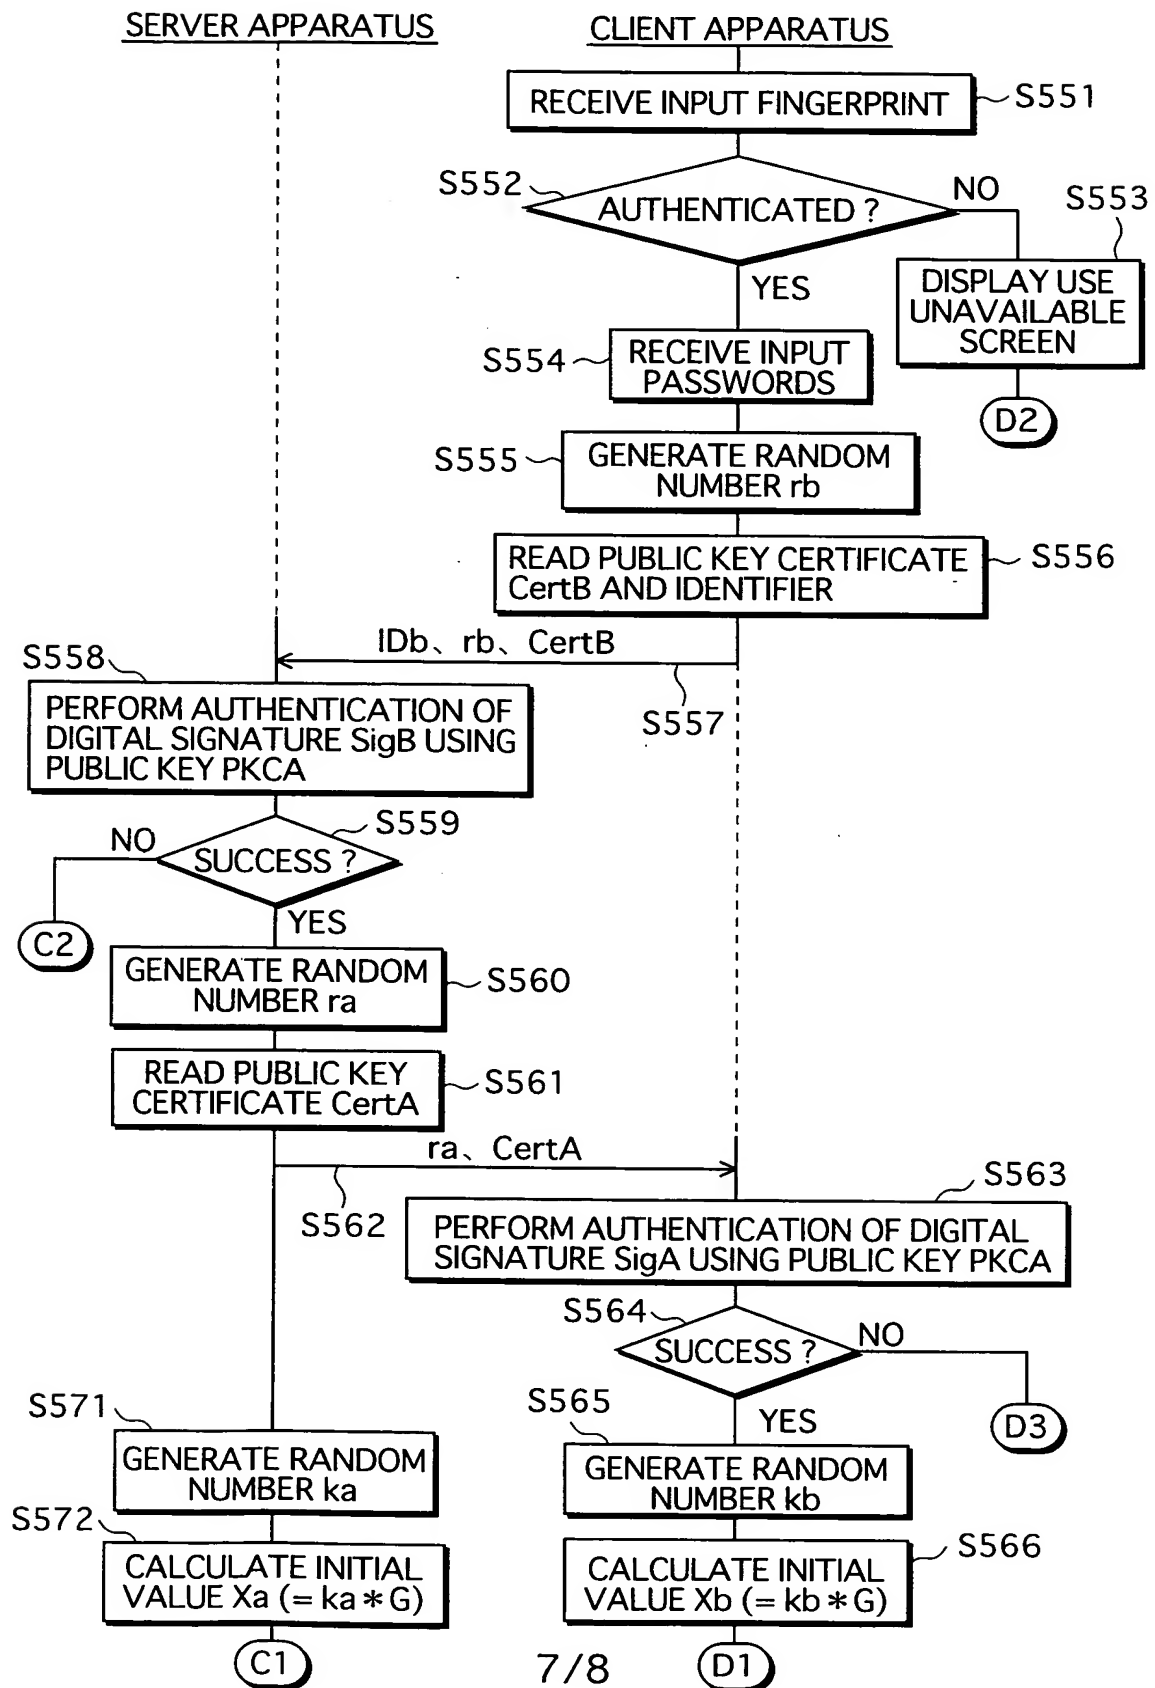 SERVER APPARATUS
CLIENT APPARATUS
RECEIVE INPUT FINGERPRINT
S551
S552
AUTHENTICATED ?
NO
S553
YES
DISPLAY USE
UNAVAILABLE
SCREEN
S554
RECEIVE INPUT
PASSWORDS
D2
S555
GENERATE RANDOM
NUMBER rb
READ PUBLIC KEY CERTIFICATE
CertB AND IDENTIFIER
S556
IDb、rb、CertB
S557
S558
PERFORM AUTHENTICATION OF
DIGITAL SIGNATURE SigB USING
PUBLIC KEY PKCA
S559
NO
SUCCESS ?
YES
C2
GENERATE RANDOM
NUMBER ra
S560
READ PUBLIC KEY
CERTIFICATE CertA
S561
ra、CertA
S562
S563
PERFORM AUTHENTICATION OF DIGITAL
SIGNATURE SigA USING PUBLIC KEY PKCA
S564
SUCCESS ?
NO
YES
D3
S571
GENERATE RANDOM
NUMBER ka
S565
GENERATE RANDOM
NUMBER kb
S572
CALCULATE INITIAL
VALUE Xa (= ka * G)
S566
CALCULATE INITIAL
VALUE Xb (= kb * G)
C1
7/8
D1